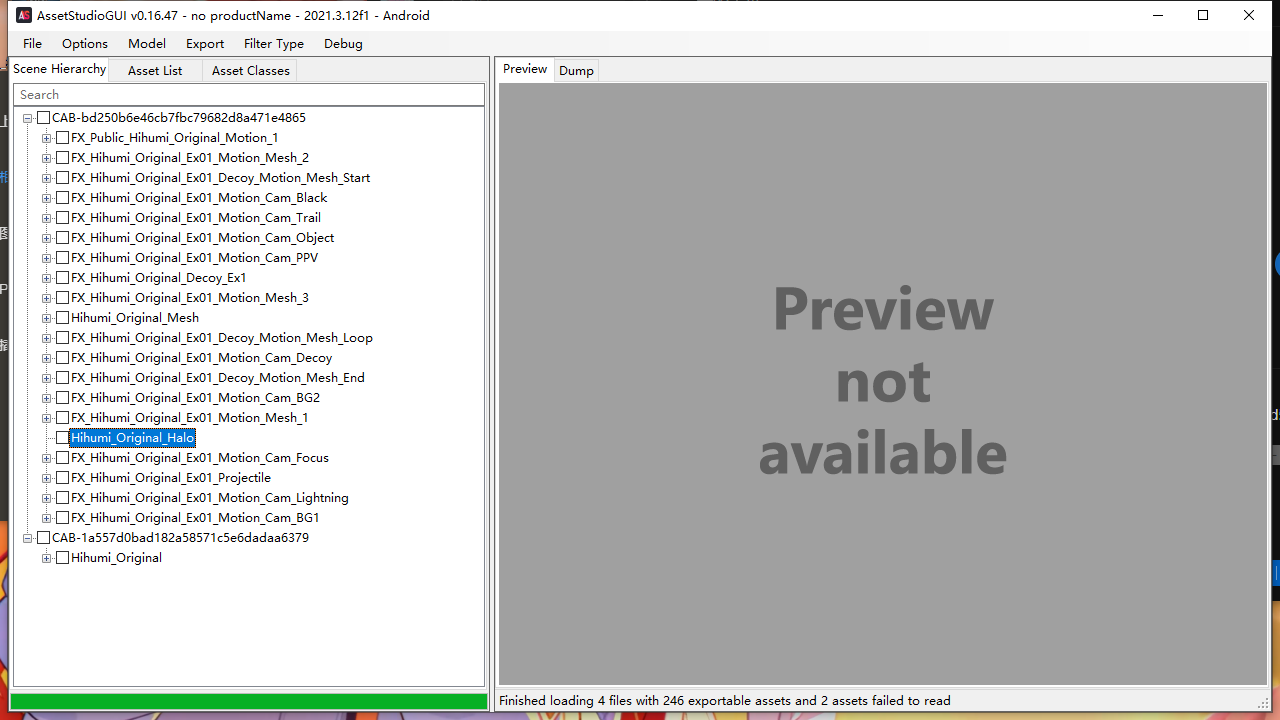 AssetStudioGUI v0.16.47 - no productName - 2021.3.12f1 - Android
File Options Model Export Filter Type Debug
Scene Hierarchy Asset List Asset Classes
Preview Dump
Search
CAB-bd250b6e46cb7fbc79682d8a471e4865
FX_Public_Hihumi_Original_Motion_1
FX_Hihumi_Original_Ex01_Motion_Mesh_2
FX_Hihumi_Original_Ex01_Decoy_Motion_Mesh_Start
FX_Hihumi_Original_Ex01_Motion_Cam_Black
FX_Hihumi_Original_Ex01_Motion_Cam_Trail
FX_Hihumi_Original_Ex01_Motion_Cam_Object
FX_Hihumi_Original_Ex01_Motion_Cam_PPV
FX_Hihumi_Original_Decoy_Ex1
FX_Hihumi_Original_Ex01_Motion_Mesh_3
Hihumi_Original_Mesh
FX_Hihumi_Original_Ex01_Decoy_Motion_Mesh_Loop
FX_Hihumi_Original_Ex01_Motion_Cam_Decoy
FX_Hihumi_Original_Ex01_Decoy_Motion_Mesh_End
FX_Hihumi_Original_Ex01_Motion_Cam_BG2
FX_Hihumi_Original_Ex01_Motion_Mesh_1
Hihumi_Original_Halo
FX_Hihumi_Original_Ex01_Motion_Cam_Focus
FX_Hihumi_Original_Ex01_Projectile
FX_Hihumi_Original_Ex01_Motion_Cam_Lightning
FX_Hihumi_Original_Ex01_Motion_Cam_BG1
CAB-1a557d0bad182a58571c5e6dadaa6379
Hihumi_Original
Preview
not
available
Finished loading 4 files with 246 exportable assets and 2 assets failed to read